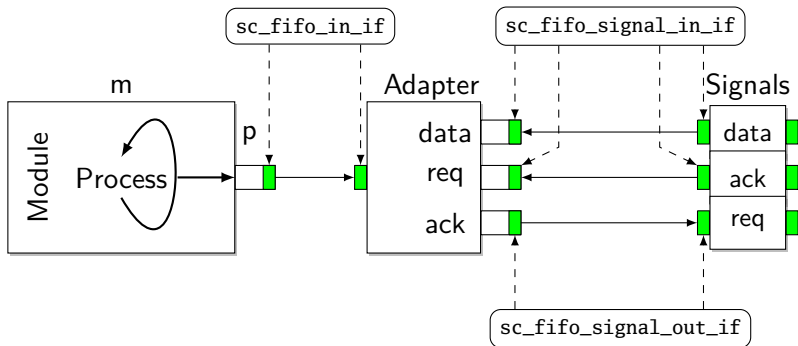 sc_fifo_in_if
sc_fifo_signal_in_if
m
Adapter
Signals
p
Module
Process
data
req
ack
data
ack
req
sc_fifo_signal_out_if